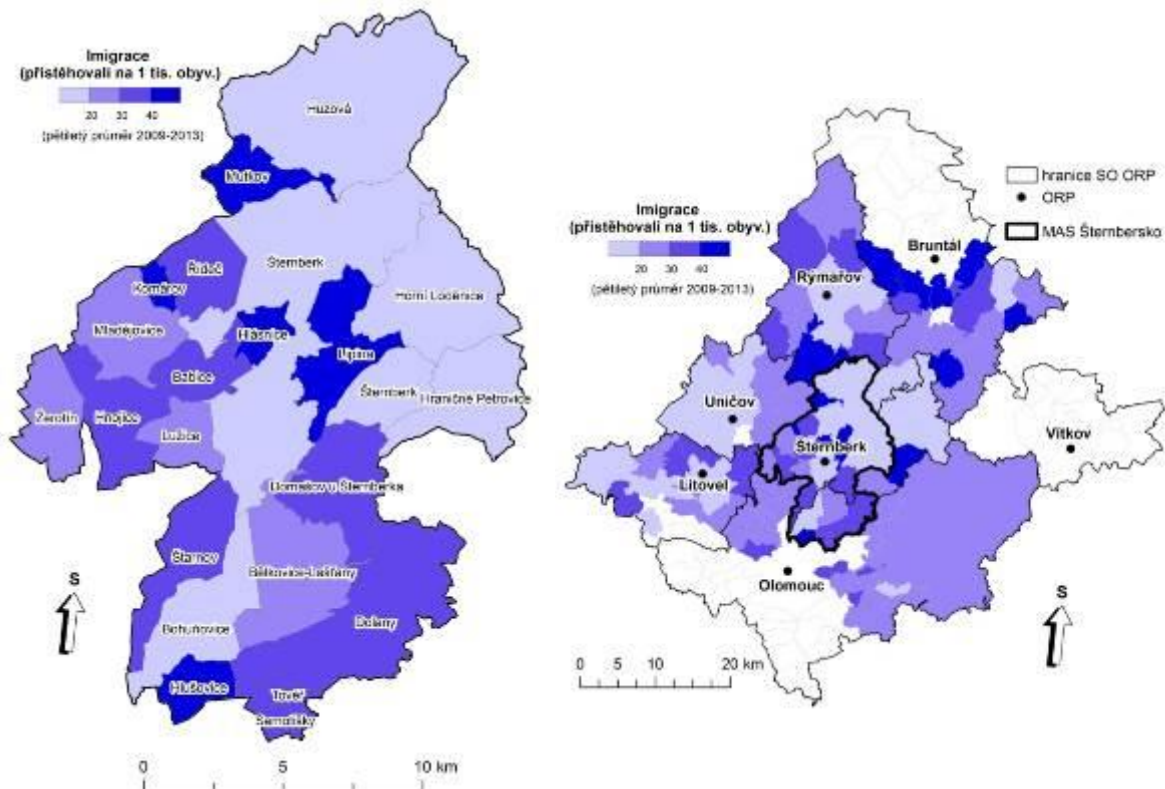 Imigrace
(přistěhovali na 1 tis. obyv.)
20 30 40
(pětiletý průměr 2009-2013)
Huzová
Mutkov
Řídeč
Šternberk
Komárov
Horní Loděnice
Mladějovice
Hlásnice
Lipina
Babice
Šternberk
Hraničné Petrovice
Žerotín
Hnojice
Lužice
Domašov u Šternberka
Štarnov
Bělkovice-Lašťany
Dolany
Bohuňovice
Hlušovice
Tovéř
Samotišky
S
0 5 10 km
hranice SO ORP
ORP
MAS Šternbersko
Imigrace
(přistěhovali na 1 tis. obyv.)
20 30 40
(pětiletý průměr 2009-2013)
Bruntál
Rýmařov
Uničov
Vítkov
Šternberk
Litovel
Olomouc
S
0 5 10 20 km